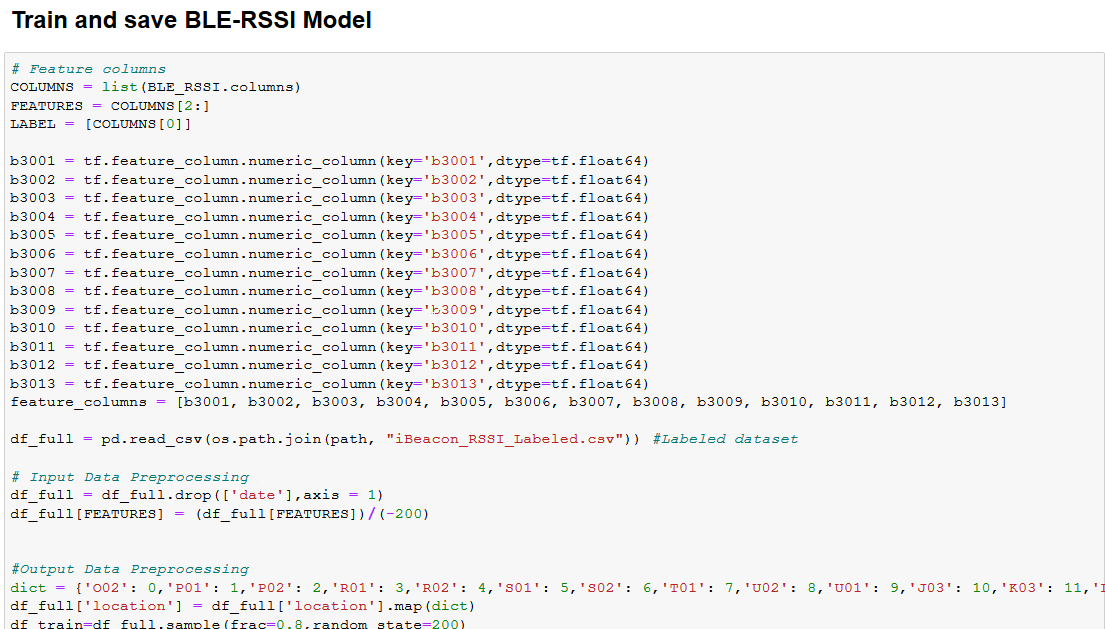 Train and save BLE-RSSI Model
# Feature columns
COLUMNS = list(BLE_RSSI.columns)
FEATURES = COLUMNS[2:]
LABEL = [COLUMNS[0]]
b3001 = tf.feature_column.numeric_column(key='b3001',dtype=tf.float64)
b3002 = tf.feature_column.numeric_column(key='b3002',dtype=tf.float64)
b3003 = tf.feature_column.numeric_column(key='b3003',dtype=tf.float64)
b3004 = tf.feature_column.numeric_column(key='b3004',dtype=tf.float64)
b3005 = tf.feature_column.numeric_column(key='b3005',dtype=tf.float64)
b3006 = tf.feature_column.numeric_column(key='b3006',dtype=tf.float64)
b3007 = tf.feature_column.numeric_column(key='b3007',dtype=tf.float64)
b3008 = tf.feature_column.numeric_column(key='b3008',dtype=tf.float64)
b3009 = tf.feature_column.numeric_column(key='b3009',dtype=tf.float64)
b3010 = tf.feature_column.numeric_column(key='b3010',dtype=tf.float64)
b3011 = tf.feature_column.numeric_column(key='b3011',dtype=tf.float64)
b3012 = tf.feature_column.numeric_column(key='b3012',dtype=tf.float64)
b3013 = tf.feature_column.numeric_column(key='b3013',dtype=tf.float64)
feature_columns = [b3001, b3002, b3003, b3004, b3005, b3006, b3007, b3008, b3009, b3010, b3011, b3012, b3013]
df_full = pd.read_csv(os.path.join(path, "iBeacon_RSSI_Labeled.csv")) #Labeled dataset
# Input Data Preprocessing
df_full = df_full.drop(['date'],axis = 1)
df_full[FEATURES] = (df_full[FEATURES])/(-200)
#Output Data Preprocessing
dict = {'O02': 0,'P01': 1,'P02': 2,'R01': 3,'R02': 4,'S01': 5,'S02': 6,'T01': 7,'U02': 8,'U01': 9,'J03': 10,'K03': 11,'
df_full['location'] = df_full['location'].map(dict)
df_train=df_full.sample(frac=0.8,random_state=200)